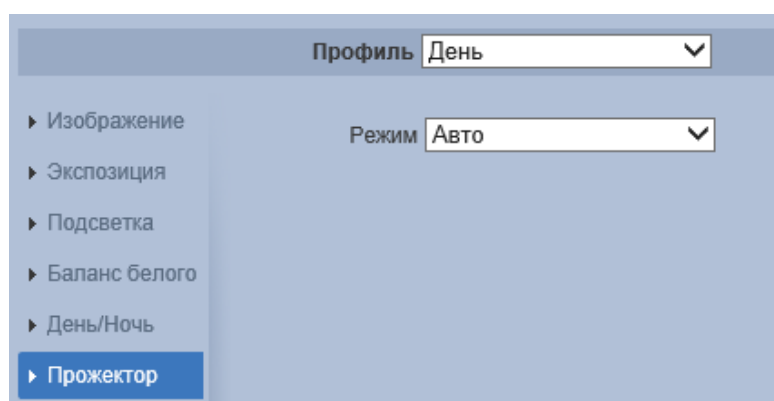 Профиль День
Изображение
Режим Авто
Экспозиция
Подсветка
Баланс белого
День/Ночь
Прожектор